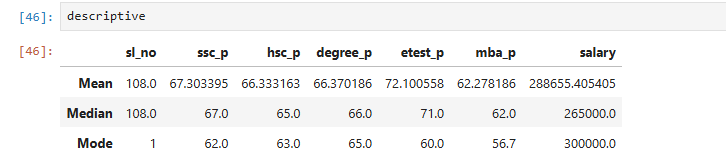 [46]: descriptive
[46]:
sl_no ssc_p hsc_p degree_p etest_p mba_p salary
Mean 108.0 67.303395 66.333163 66.370186 72.100558 62.278186 288655.405405
Median 108.0 67.0 65.0 66.0 71.0 62.0 265000.0
Mode 1 62.0 63.0 65.0 60.0 56.7 300000.0